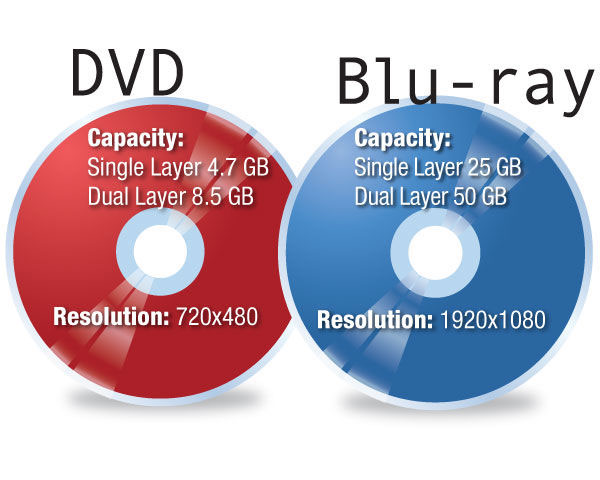 DVD
Capacity:
Single Layer 4.7 GB
Dual Layer 8.5 GB
Resolution: 720x480
Blu-ray
Capacity:
Single Layer 25 GB
Dual Layer 50 GB
Resolution: 1920x1080